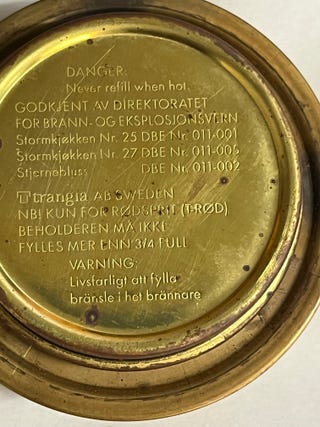 DANGER:
Never refill when hot.
GODKJENT AV DIREKTORATET
FOR BRANN- OG EKSPLOSJONSVERN
Stormkjøkken Nr. 25 DBE Nr. 011-001
Stormkjøkken Nr. 27 DBE Nr. 011-005
Stjernebluss DBE Nr. 011-002
trangia AB SWEDEN
NB! KUN FOR RØDSPRIT (T-RØD)
BEHOLDEREN MÅ IKKE
FYLLES MER ENN 3/4 FULL
VARNING:
Livsfarligt att fylla
bränsle i het brännare